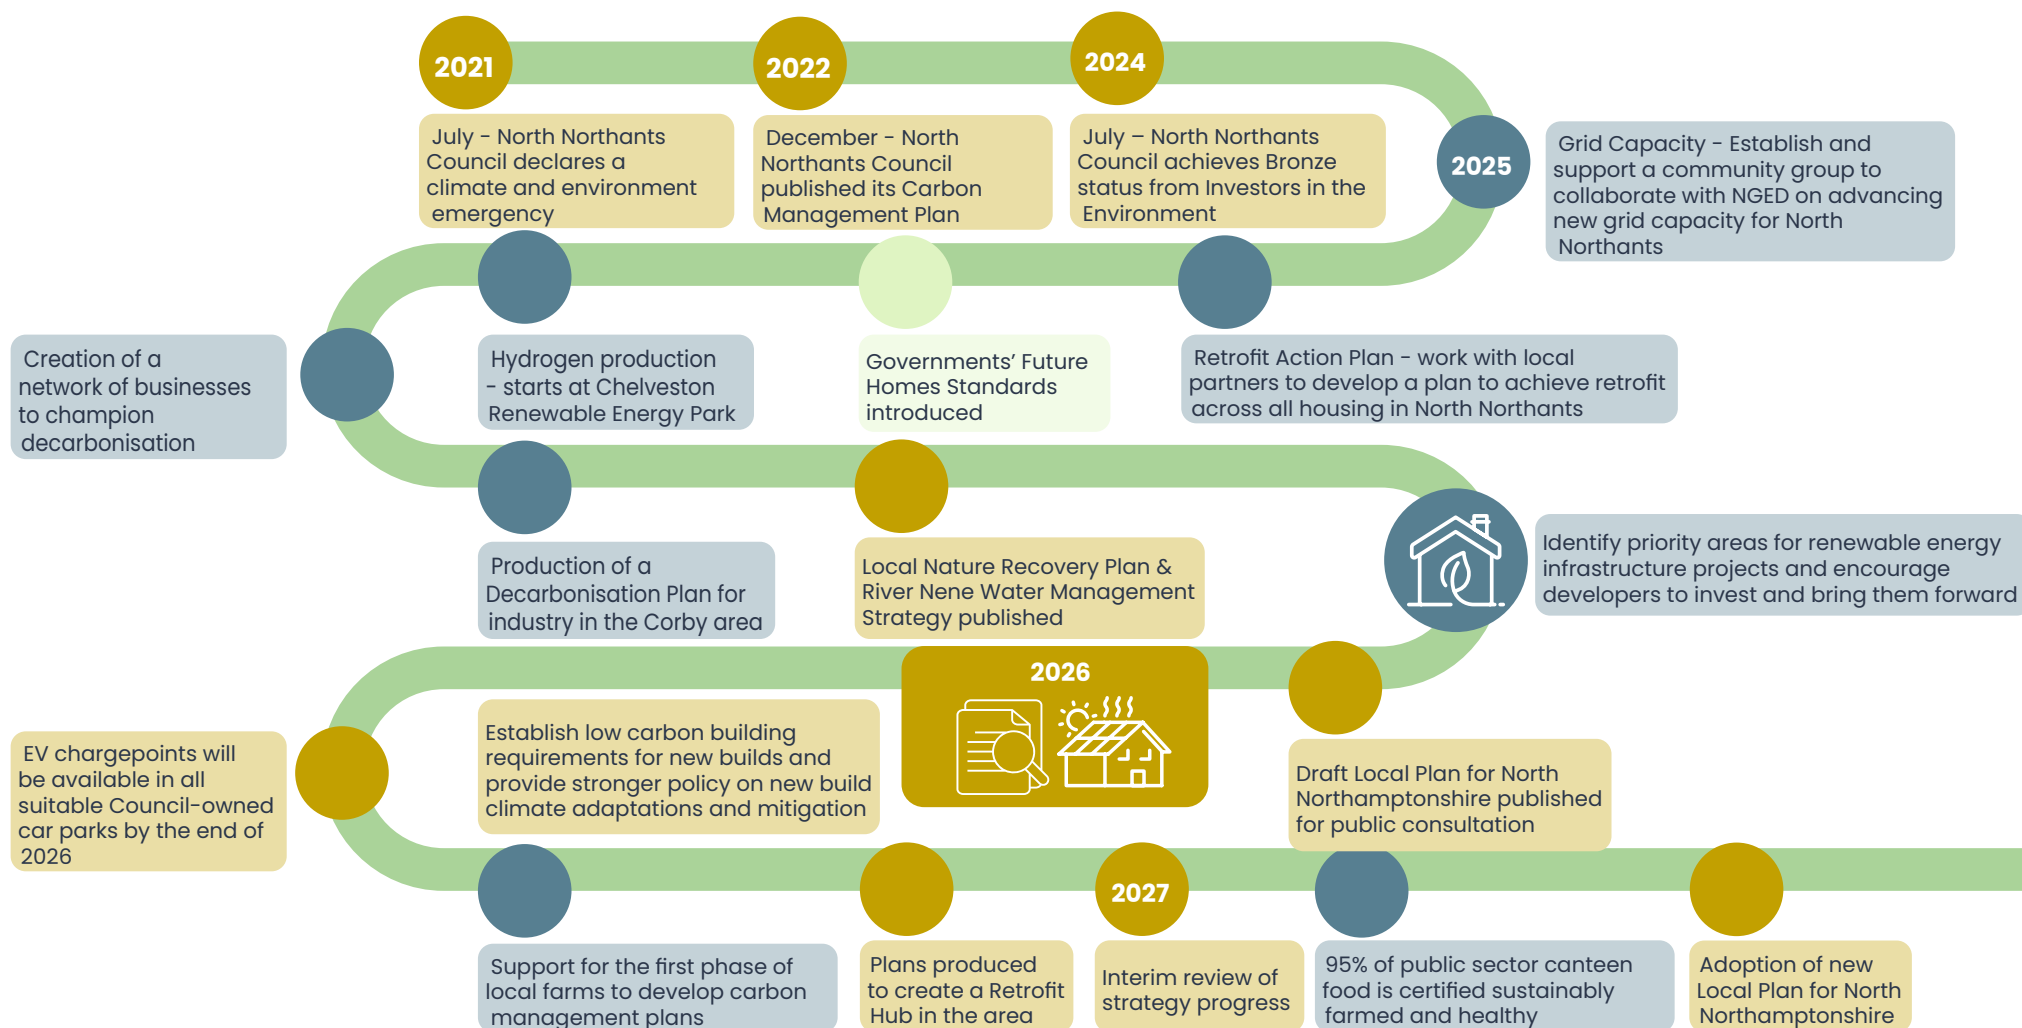 2021
July - North Northants
Council declares a
climate and environment
emergency
2022
December - North
Northants Council
published its Carbon
Management Plan
2024
July – North Northants
Council achieves Bronze
status from Investors in the
Environment
2025
Grid Capacity - Establish and
support a community group to
collaborate with NGED on advancing
new grid capacity for North
Northants
Retrofit Action Plan - work with local
partners to develop a plan to achieve retrofit
across all housing in North Northants
Governments’ Future
Homes Standards
introduced
Hydrogen production
- starts at Chelveston
Renewable Energy Park
Creation of a
network of businesses
to champion
decarbonisation
Production of a
Decarbonisation Plan for
industry in the Corby area
Local Nature Recovery Plan &
River Nene Water Management
Strategy published
Identify priority areas for renewable energy
infrastructure projects and encourage
developers to invest and bring them forward
Draft Local Plan for North
Northamptonshire published
for public consultation
2026
Establish low carbon building
requirements for new builds and
provide stronger policy on new build
climate adaptations and mitigation
EV chargepoints will
be available in all
suitable Council-owned
car parks by the end of
2026
Support for the first phase of
local farms to develop carbon
management plans
Plans produced
to create a Retrofit
Hub in the area
2027
Interim review of
strategy progress
95% of public sector canteen
food is certified sustainably
farmed and healthy
Adoption of new
Local Plan for North
Northamptonshire